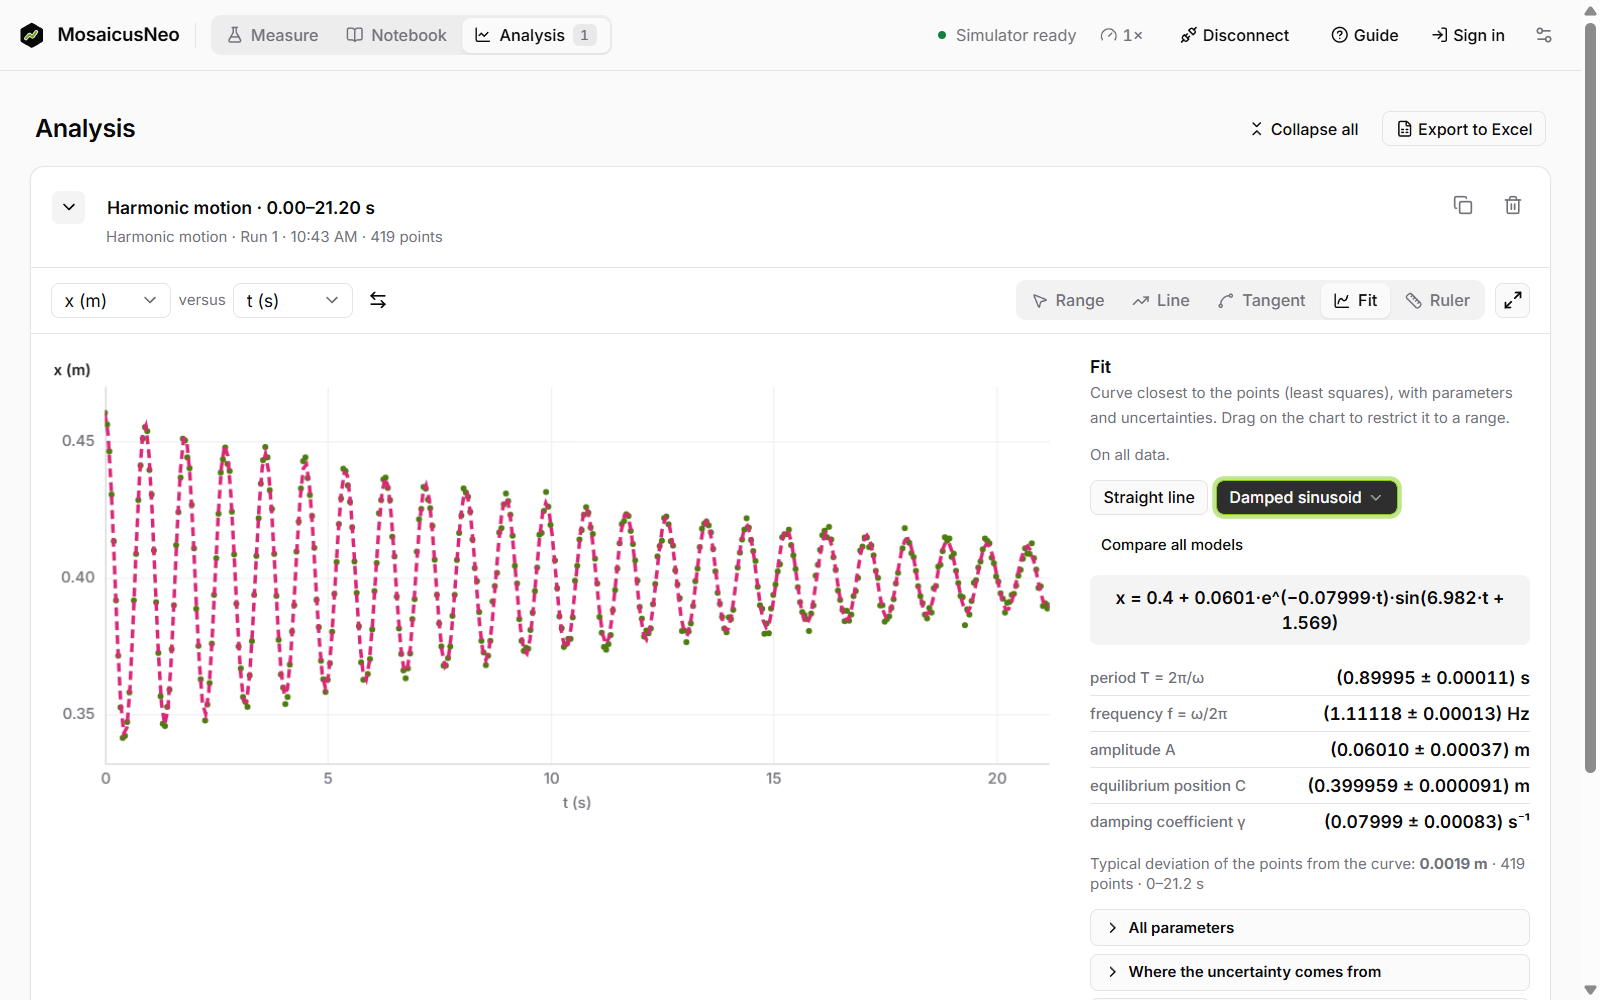 MosaicusNeo
Measure
Notebook
Analysis 1
Simulator ready
1×
Disconnect
Guide
Sign in
Analysis
Collapse all
Export to Excel
Harmonic motion · 0.00–21.20 s
Harmonic motion · Run 1 · 10:43 AM · 419 points
x (m)
versus
t (s)
Range
Line
Tangent
Fit
Ruler
x (m)
0.45
0.40
0.35
0
5
10
15
20
t (s)
Fit
Curve closest to the points (least squares), with parameters
and uncertainties. Drag on the chart to restrict it to a range.
On all data.
Straight line
Damped sinusoid
Compare all models
x = 0.4 + 0.0601·e^(−0.07999·t)·sin(6.982·t +
1.569)
period T = 2π/ω (0.89995 ± 0.00011) s
frequency f = ω/2π (1.11118 ± 0.00013) Hz
amplitude A (0.06010 ± 0.00037) m
equilibrium position C (0.399959 ± 0.000091) m
damping coefficient γ (0.07999 ± 0.00083) s⁻¹
Typical deviation of the points from the curve: 0.0019 m · 419
points · 0–21.2 s
All parameters
Where the uncertainty comes from